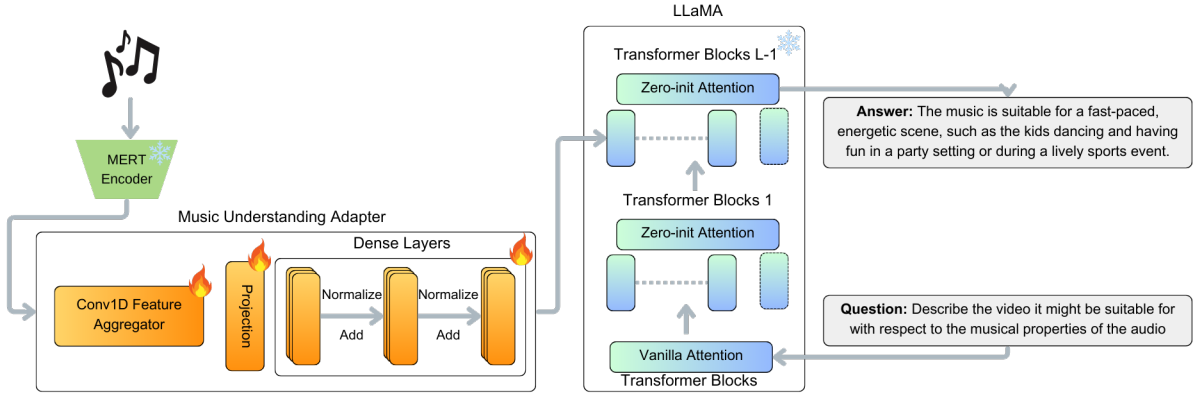 LLaMA
Transformer Blocks L-1
Zero-init Attention
Answer: The music is suitable for a fast-paced,
energetic scene, such as the kids dancing and having
fun in a party setting or during a lively sports event.
MERT
Encoder
Music Understanding Adapter
Dense Layers
Conv1D Feature
Aggregator
Projection
Normalize
Add
Normalize
Add
Transformer Blocks 1
Zero-init Attention
Question: Describe the video it might be suitable for
with respect to the musical properties of the audio
Vanilla Attention
Transformer Blocks